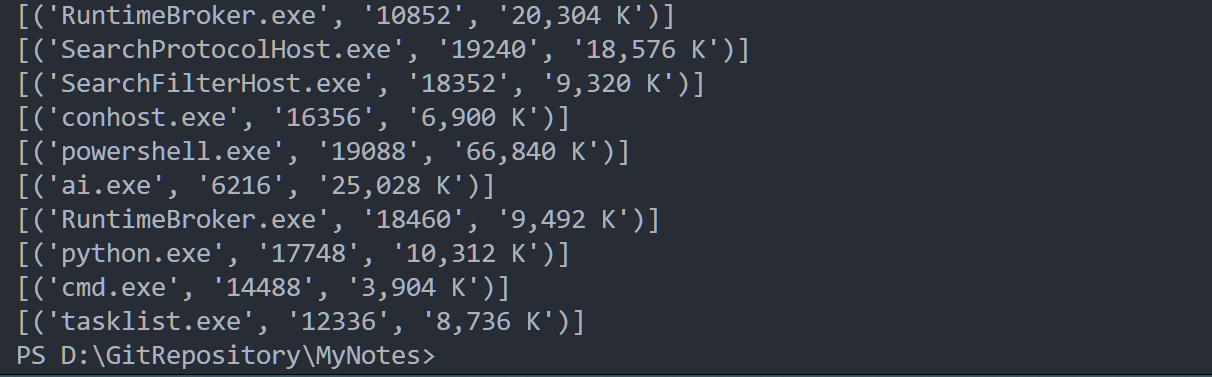 [('RuntimeBroker.exe', '10852', '20,304 K')]
[('SearchProtocolHost.exe', '19240', '18,576 K')]
[('SearchFilterHost.exe', '18352', '9,320 K')]
[('conhost.exe', '16356', '6,900 K')]
[('powershell.exe', '19088', '66,840 K')]
[('ai.exe', '6216', '25,028 K')]
[('RuntimeBroker.exe', '18460', '9,492 K')]
[('python.exe', '17748', '10,312 K')]
[('cmd.exe', '14488', '3,904 K')]
[('tasklist.exe', '12336', '8,736 K')]
PS D:\GitRepository\MyNotes>